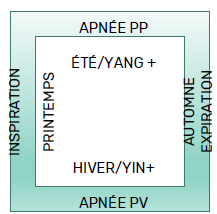 APNÉE PP
ÉTÉ/YANG +
INSPIRATION
PRINTEMPS
AUTOMNE
EXPIRATION
HIVER/YIN+
APNÉE PV